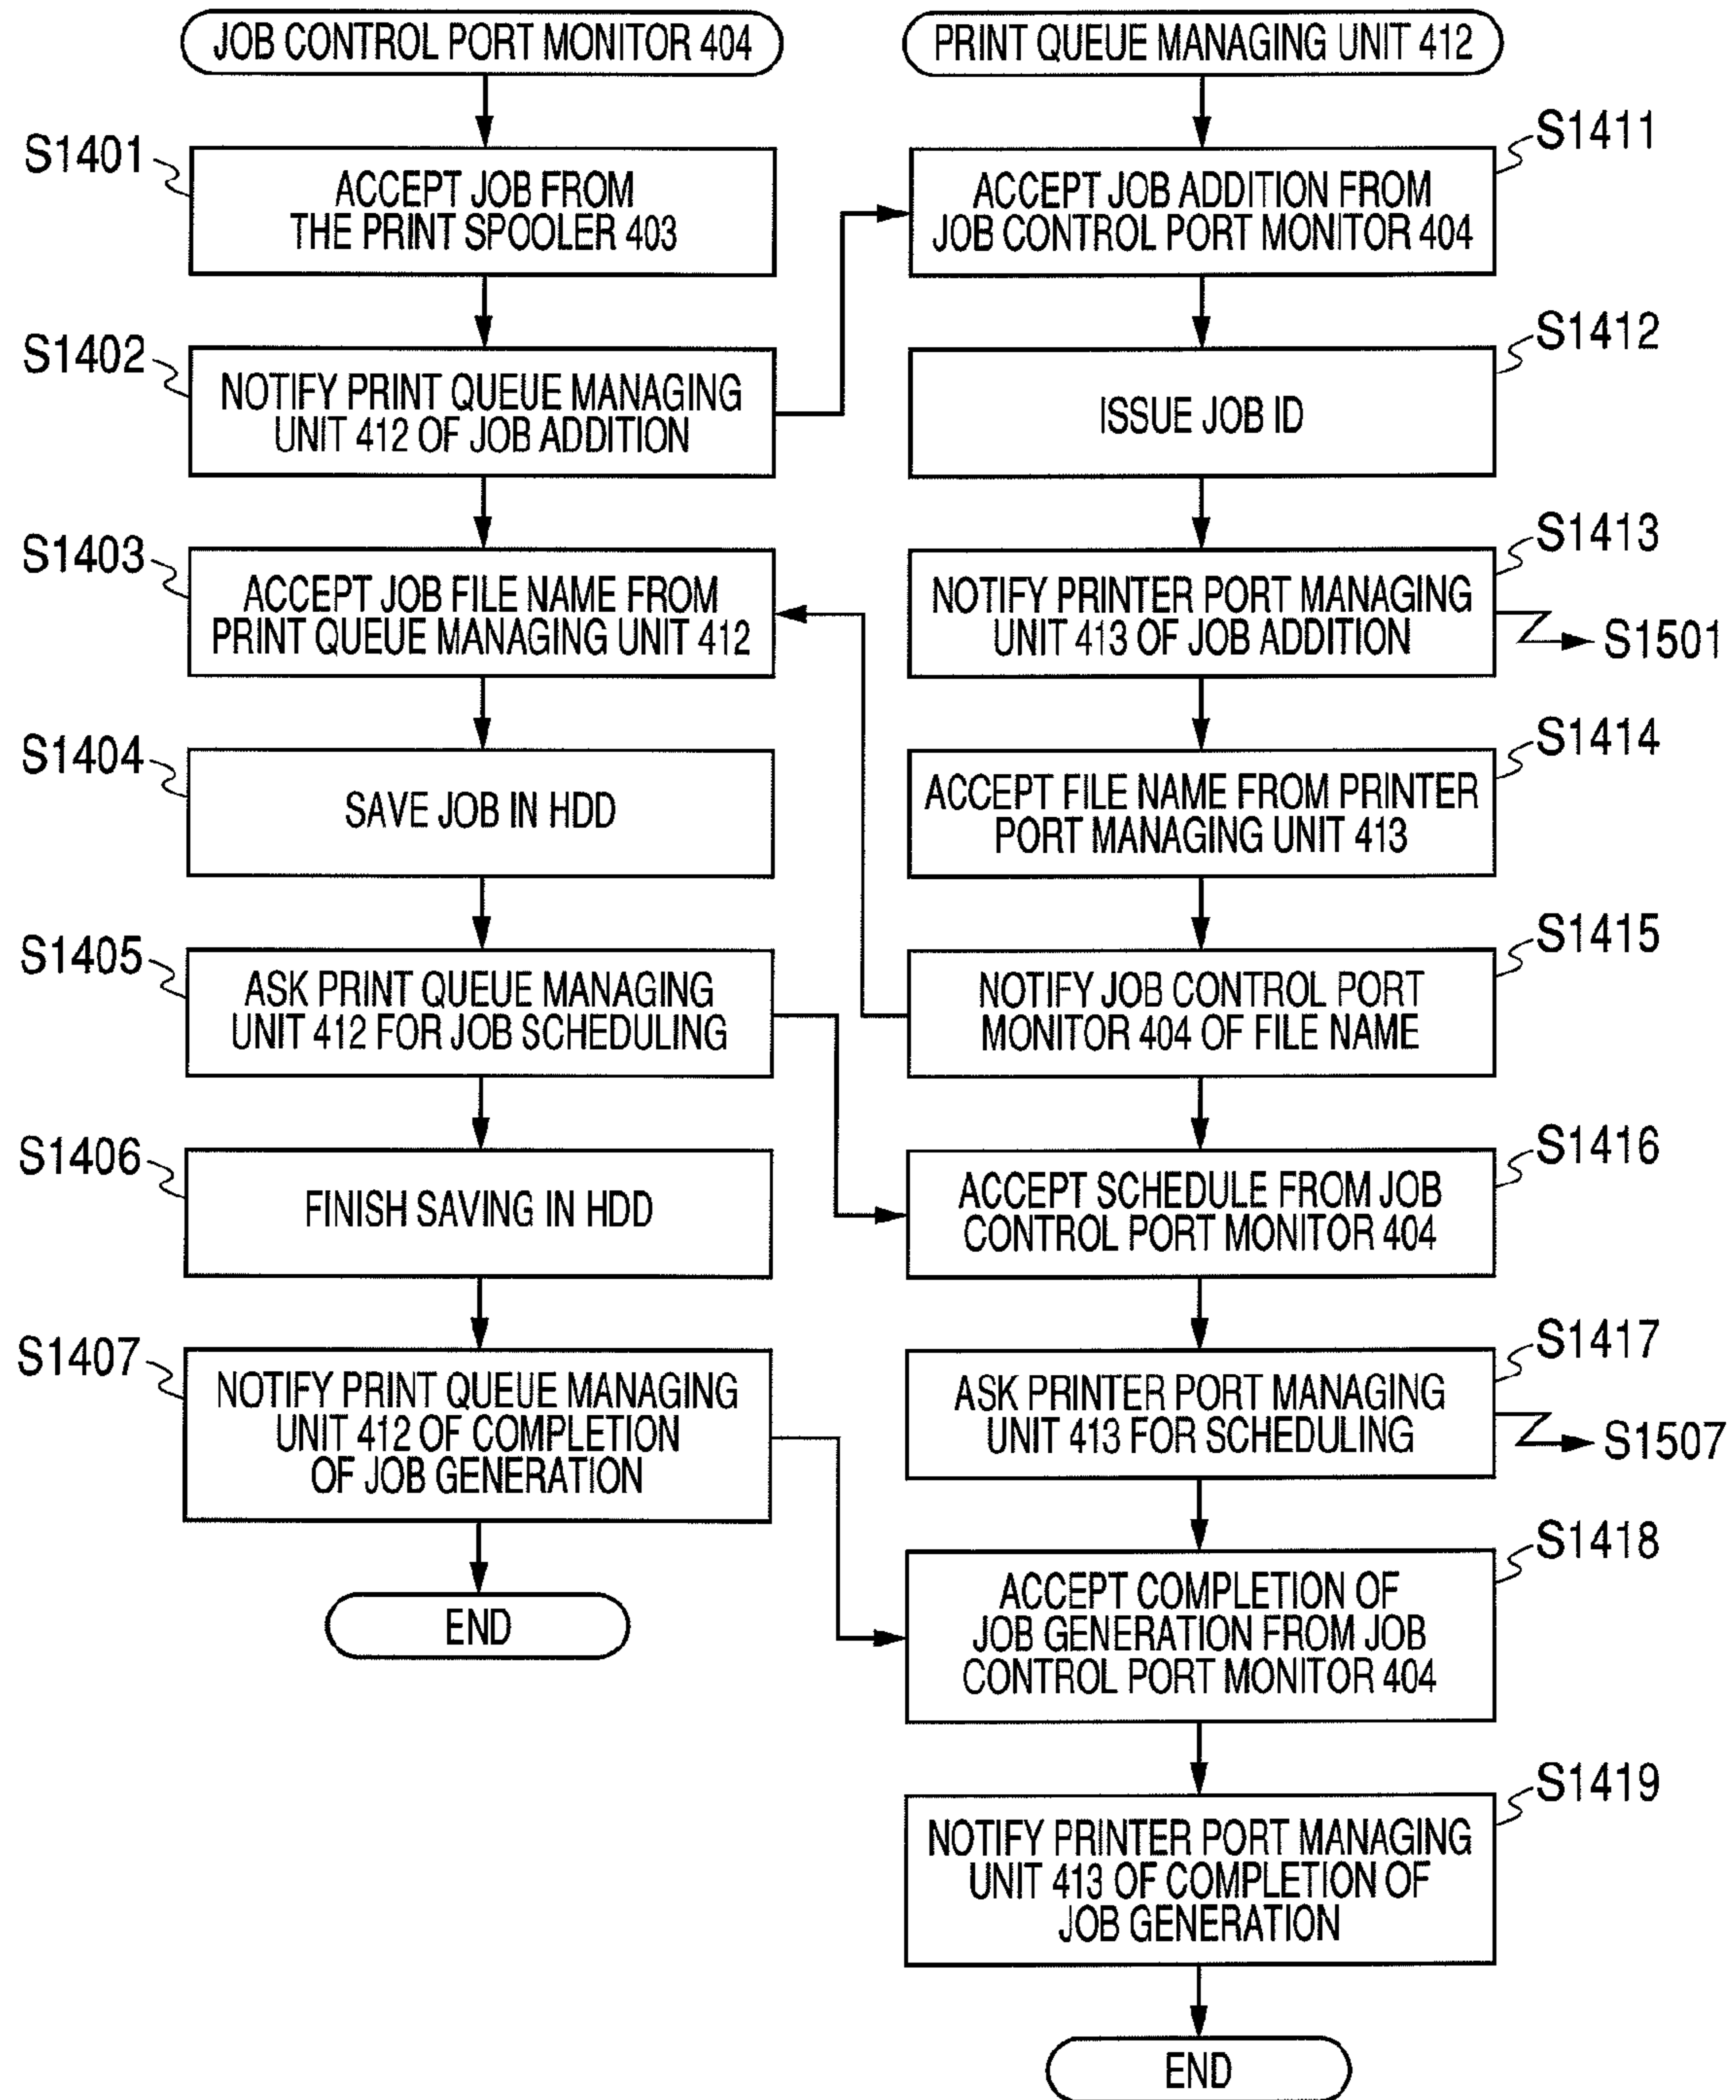 JOB CONTROL PORT MONITOR 404
S1401
ACCEPT JOB FROM
THE PRINT SPOOLER 403
S1402
NOTIFY PRINT QUEUE MANAGING
UNIT 412 OF JOB ADDITION
S1403
ACCEPT JOB FILE NAME FROM
PRINT QUEUE MANAGING UNIT 412
S1404
SAVE JOB IN HDD
S1405
ASK PRINT QUEUE MANAGING
UNIT 412 FOR JOB SCHEDULING
S1406
FINISH SAVING IN HDD
S1407
NOTIFY PRINT QUEUE MANAGING
UNIT 412 OF COMPLETION
OF JOB GENERATION
END
PRINT QUEUE MANAGING UNIT 412
S1411
ACCEPT JOB ADDITION FROM
JOB CONTROL PORT MONITOR 404
S1412
ISSUE JOB ID
S1413
NOTIFY PRINTER PORT MANAGING
UNIT 413 OF JOB ADDITION
S1501
S1414
ACCEPT FILE NAME FROM PRINTER
PORT MANAGING UNIT 413
S1415
NOTIFY JOB CONTROL PORT
MONITOR 404 OF FILE NAME
S1416
ACCEPT SCHEDULE FROM JOB
CONTROL PORT MONITOR 404
S1417
ASK PRINTER PORT MANAGING
UNIT 413 FOR SCHEDULING
S1507
S1418
ACCEPT COMPLETION OF
JOB GENERATION FROM JOB
CONTROL PORT MONITOR 404
S1419
NOTIFY PRINTER PORT MANAGING
UNIT 413 OF COMPLETION OF
JOB GENERATION
END